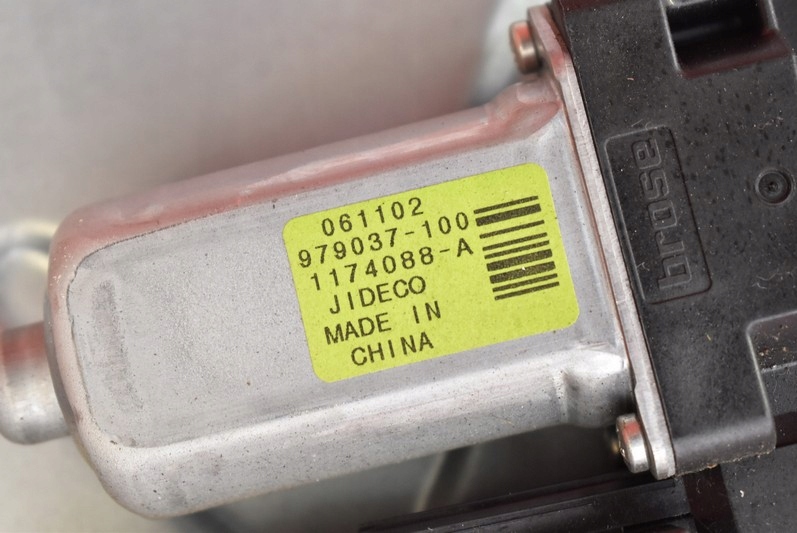 061102
979037-100
1174088-A
JIDECO
MADE IN
CHINA
brose